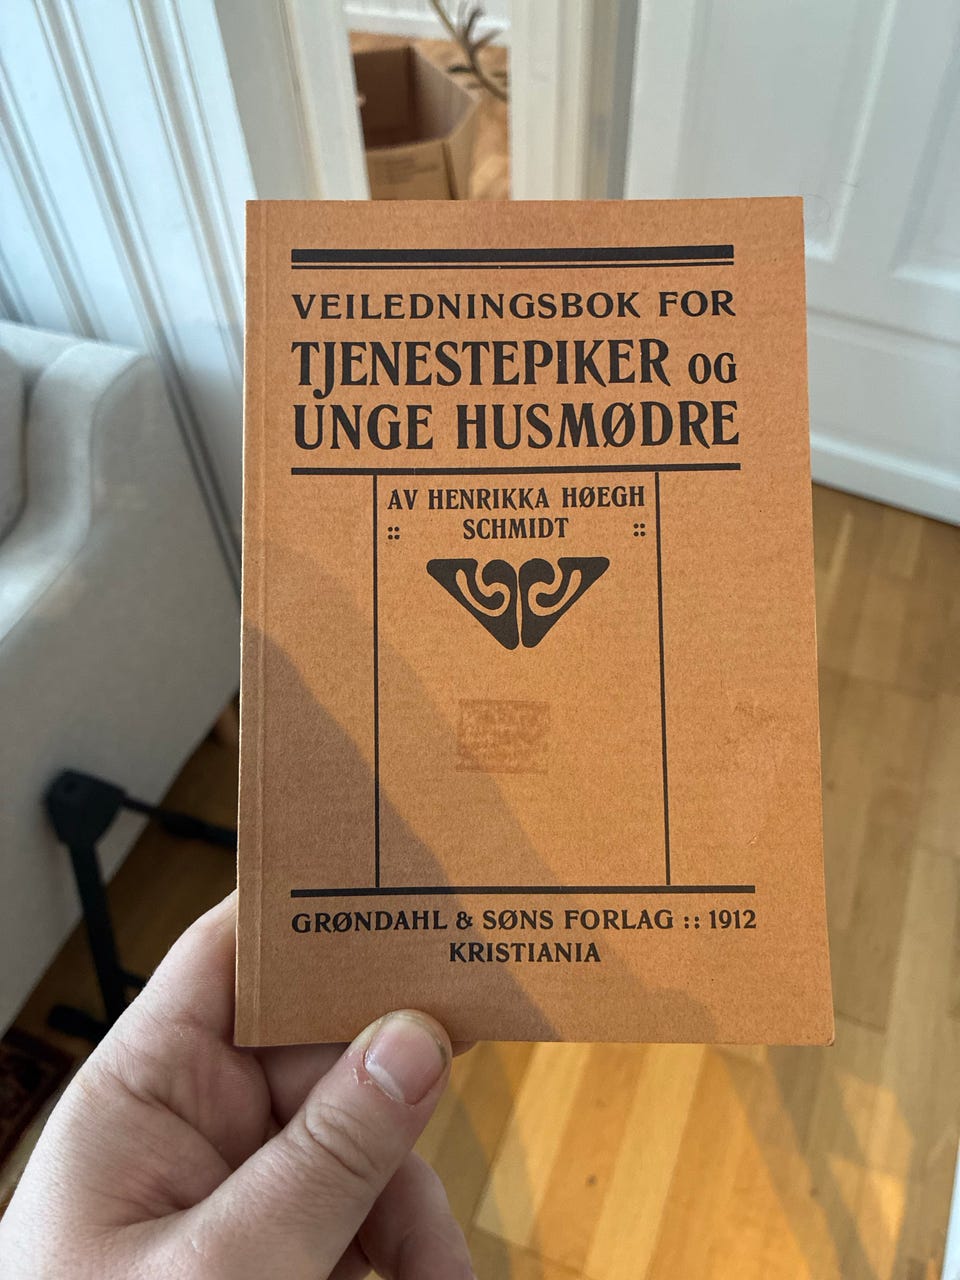 VEILEDNINGSBOK FOR
TJENESTEPIKER OG
UNGE HUSMØDRE
AV HENRIKKA HØEGH
:: SCHMIDT ::
GRØNDAHL & SØNS FORLAG :: 1912
KRISTIANIA